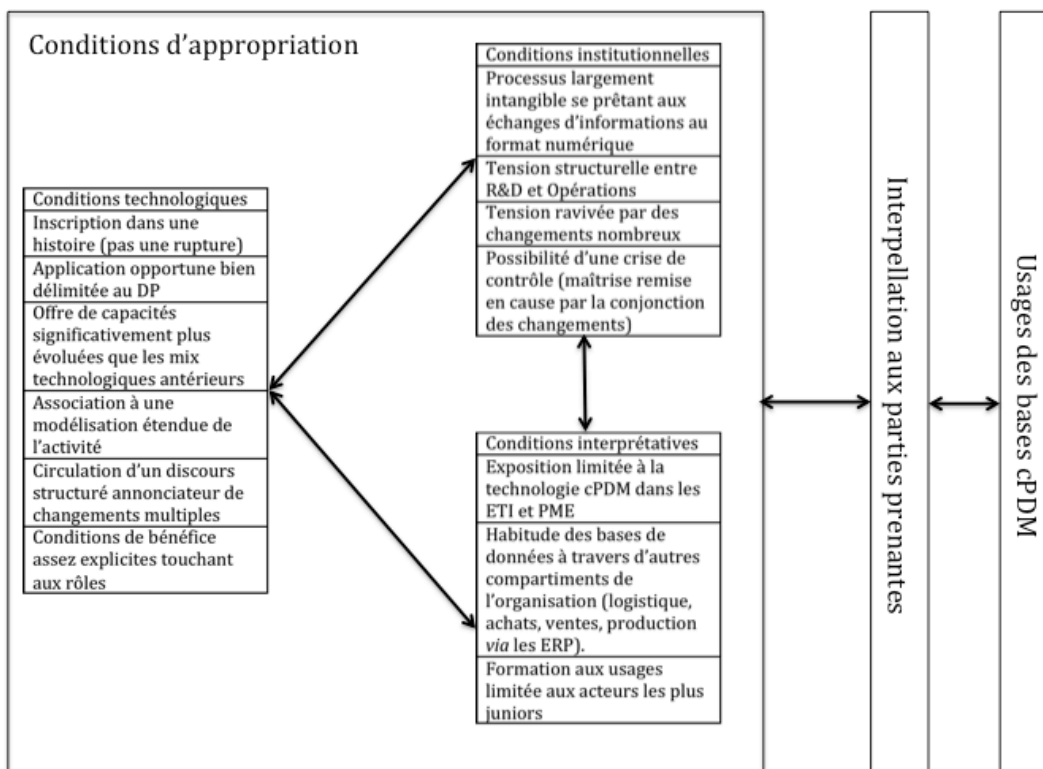 Conditions d’appropriation
Conditions technologiques
Inscription dans une
histoire (pas une rupture)
Application opportune bien
délimitée au DP
Offre de capacités
significativement plus
évoluées que les mix
technologiques antérieurs
Association à une
modélisation étendue de
l’activité
Circulation d’un discours
structuré annonciateur de
changements multiples
Conditions de bénéfice
assez explicites touchant
aux rôles
Conditions institutionnelles
Processus largement
intangible se prêtant aux
échanges d’informations au
format numérique
Tension structurelle entre
R&D et Opérations
Tension ravivée par des
changements nombreux
Possibilité d’une crise de
contrôle (maîtrise remise
en cause par la conjonction
des changements)
Conditions interprétatives
Exposition limitée à la
technologie cPDM dans les
ETI et PME
Habitude des bases de
données à travers d’autres
compartiments de
l’organisation (logistique,
achats, ventes, production
via les ERP).
Formation aux usages
limitée aux acteurs les plus
juniors
Interpellation aux parties prenantes
Usages des bases cPDM